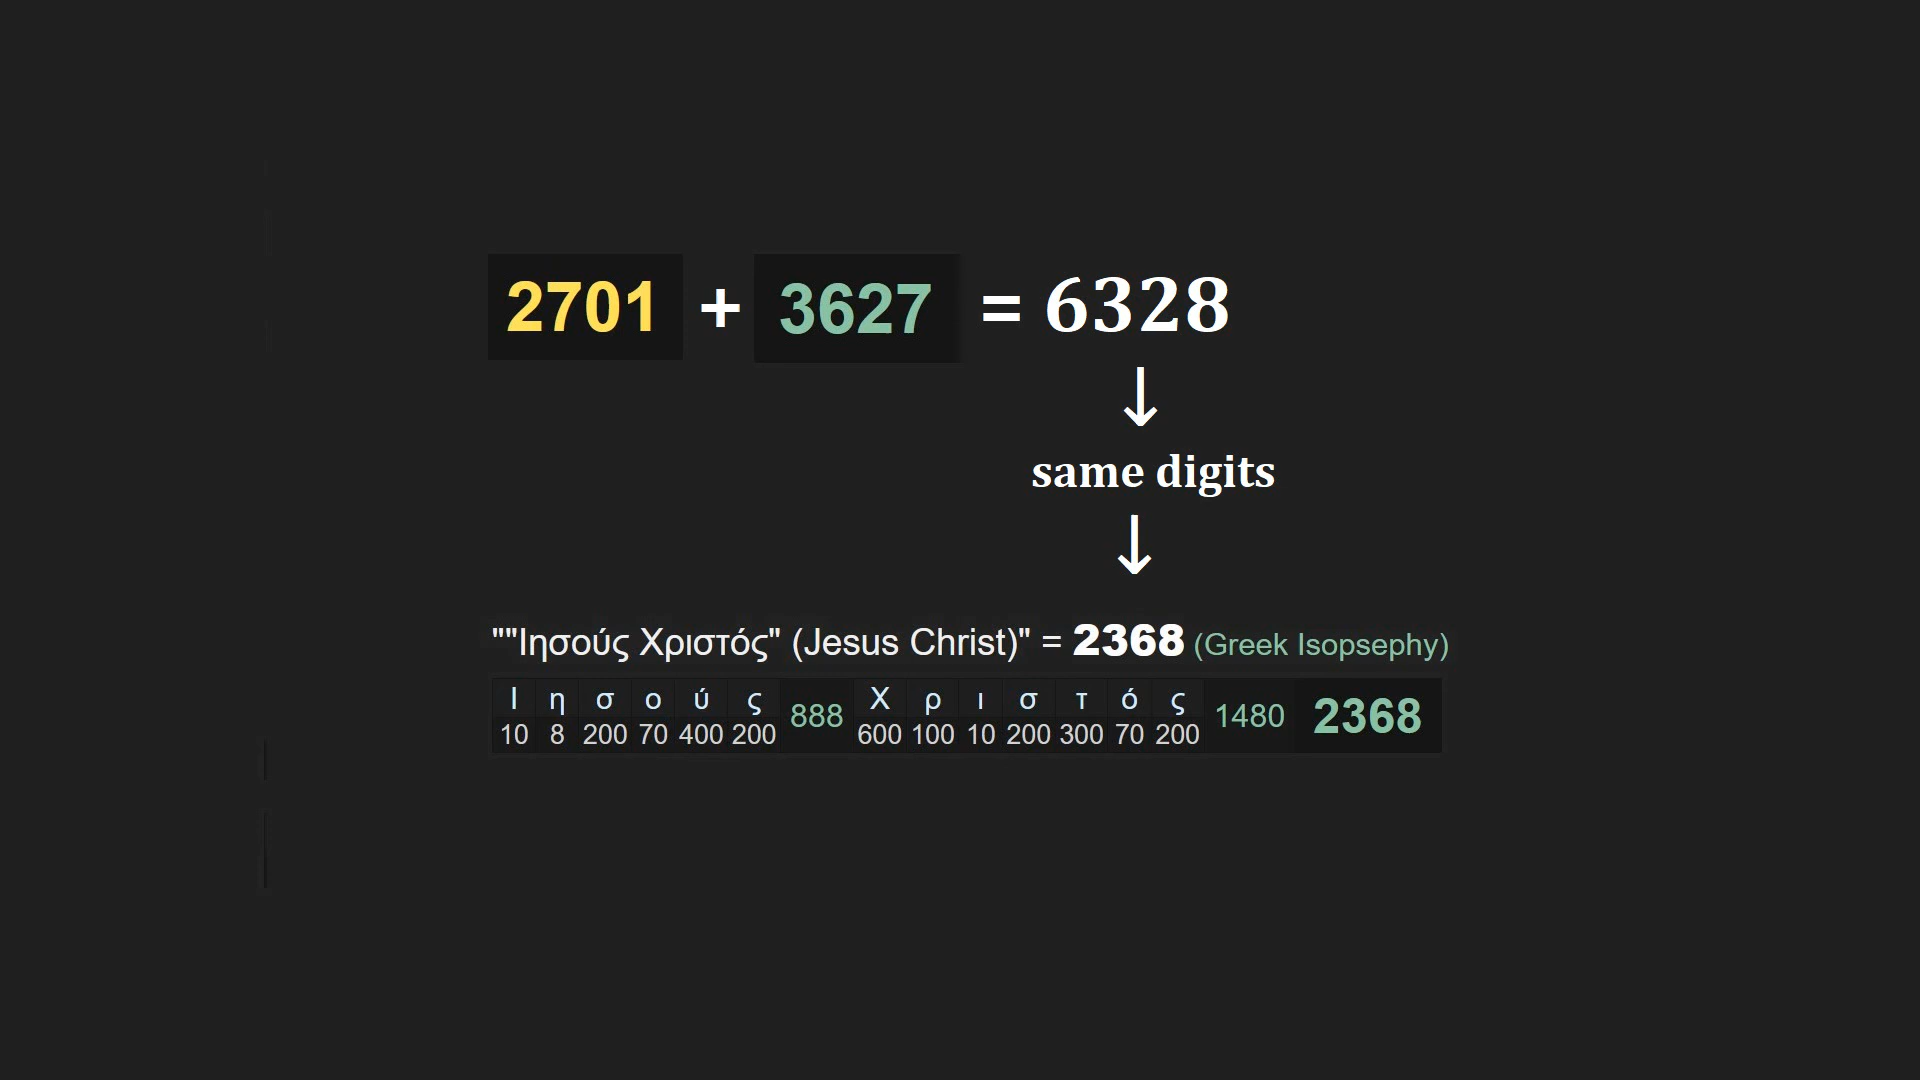 2701 + 3627 = 6328
↓
same digits
↓
""Ιησούς Χριστός" (Jesus Christ)" = 2368 (Greek Isopsephy)
Ι η σ ο ύ ς 888 Χ ρ ι σ τ ό ς 1480 2368
10 8 200 70 400 200 600 100 10 200 300 70 200